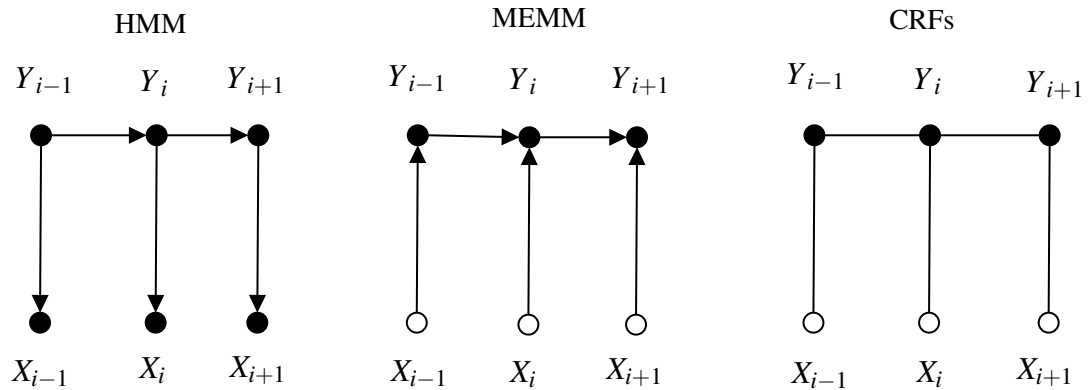 HMM MEMM CRFs
Y_{i−1} Y_i Y_{i+1} Y_{i−1} Y_i Y_{i+1} Y_{i−1} Y_i Y_{i+1}
X_{i−1} X_i X_{i+1} X_{i−1} X_i X_{i+1} X_{i−1} X_i X_{i+1}